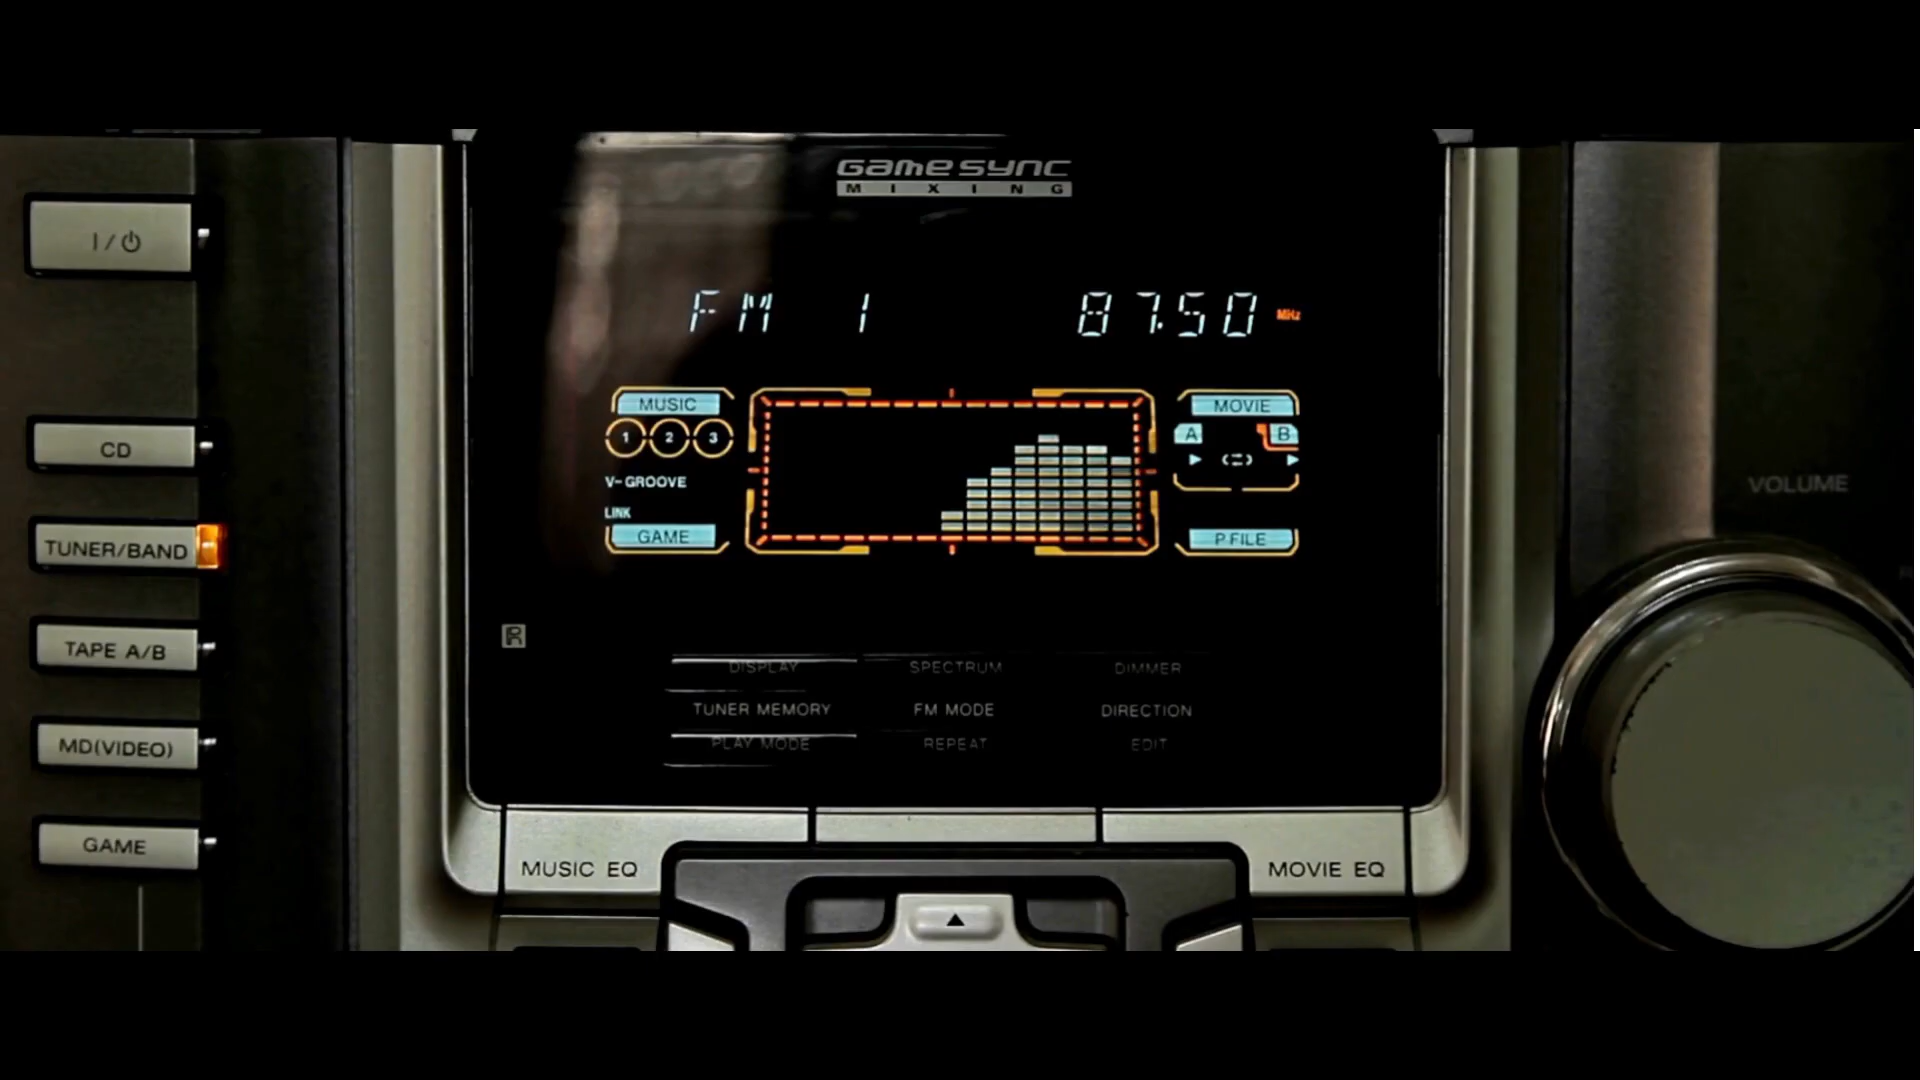 GAME SYNC
MIXING
I/⏻
FM 1 87.50 MHz
MUSIC
MOVIE
1 2 3
A B
CD
V-GROOVE
VOLUME
LINK
GAME
P FILE
TUNER/BAND
TAPE A/B
DISPLAY SPECTRUM DIMMER
TUNER MEMORY FM MODE DIRECTION
PLAY MODE REPEAT EDIT
MD(VIDEO)
GAME
MUSIC EQ
MOVIE EQ